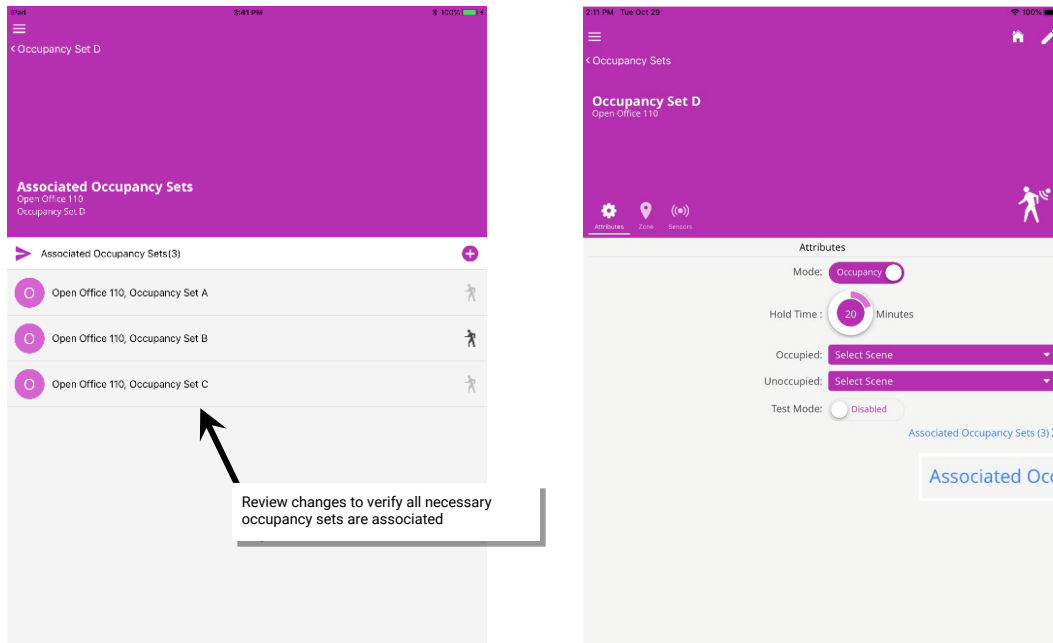 iPad 3:41 PM 100%
< Occupancy Set D
Associated Occupancy Sets
Open Office 110
Occupancy Set D
Associated Occupancy Sets(3)
O Open Office 110, Occupancy Set A
O Open Office 110, Occupancy Set B
O Open Office 110, Occupancy Set C
Review changes to verify all necessary
occupancy sets are associated
2:11 PM Tue Oct 29 100%
< Occupancy Sets
Occupancy Set D
Open Office 110
Attributes Zone Sensors
Attributes
Mode: Occupancy
Hold Time : 20 Minutes
Occupied: Select Scene
Unoccupied: Select Scene
Test Mode: Disabled
Associated Occupancy Sets (3)
Associated Occ